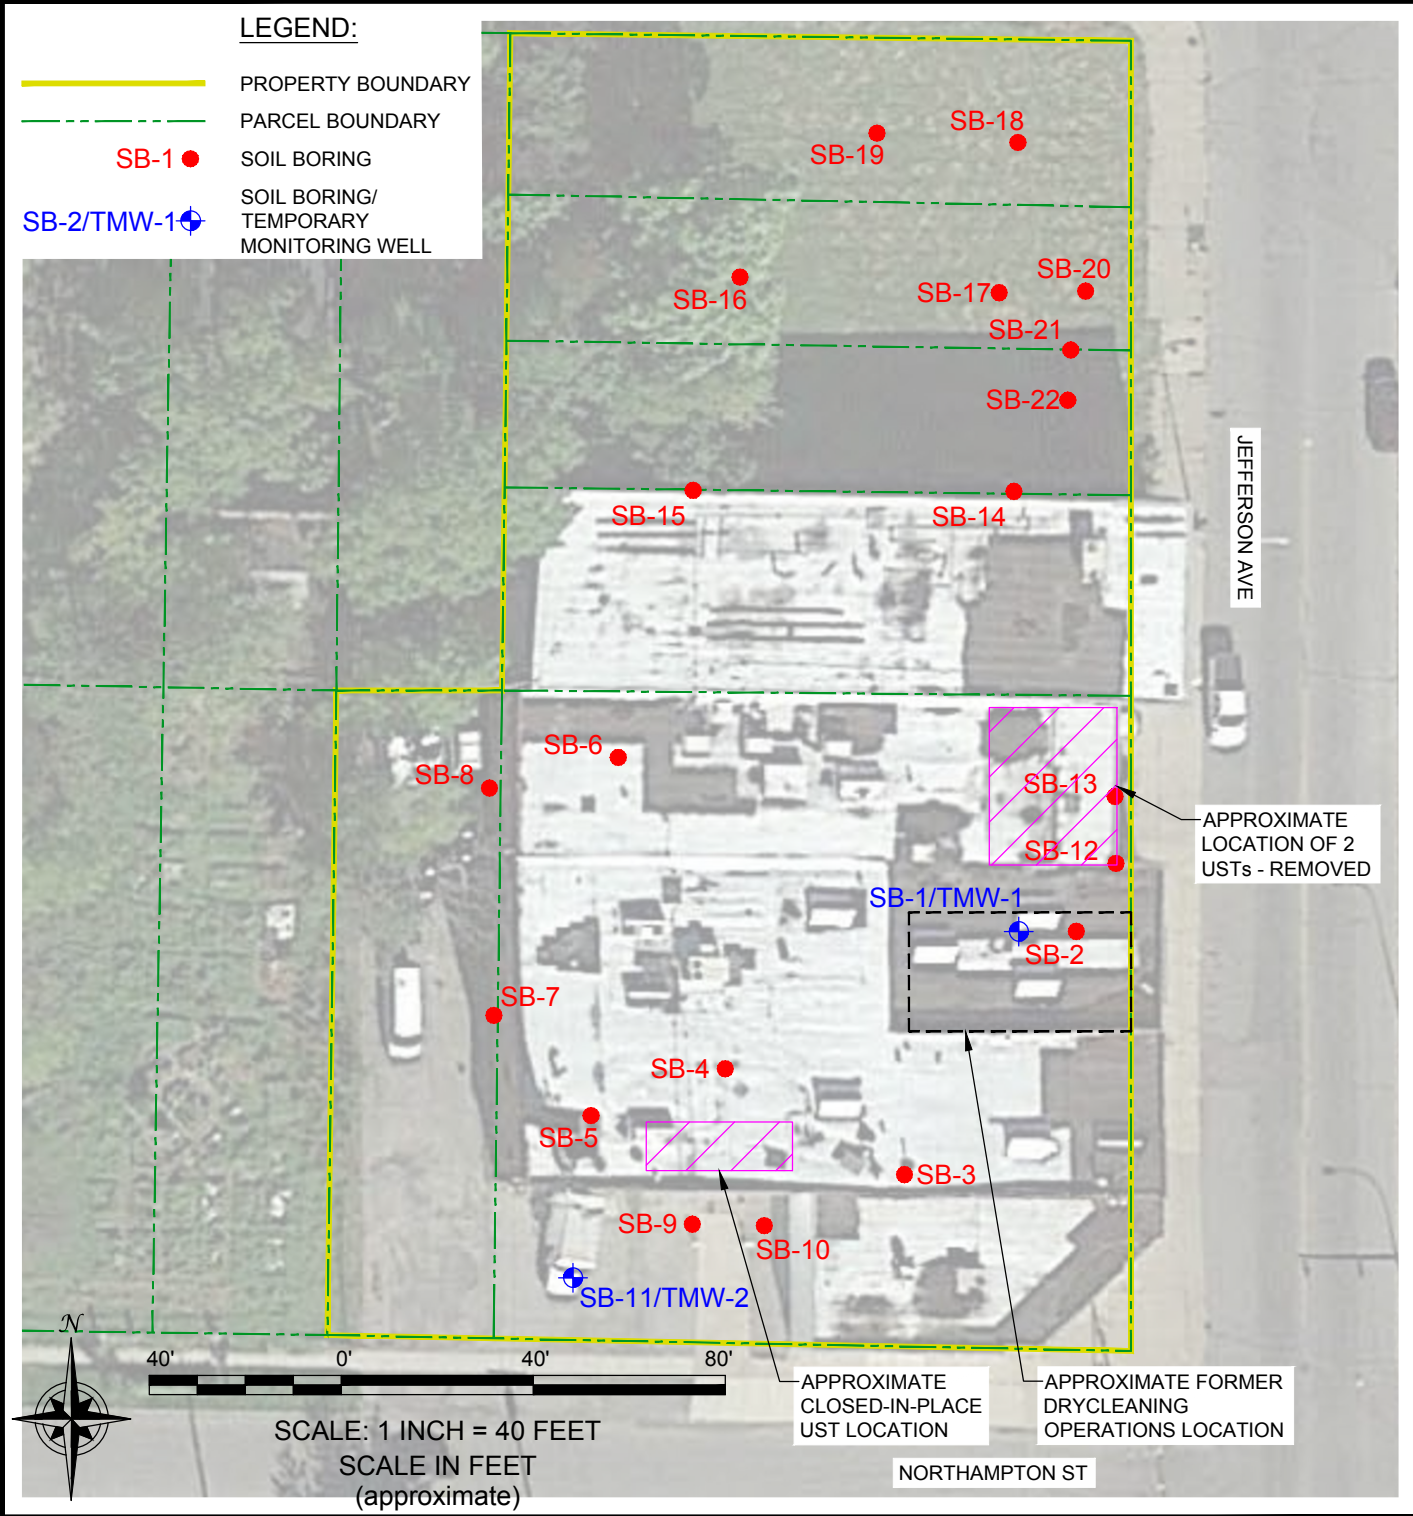 LEGEND:
PROPERTY BOUNDARY
PARCEL BOUNDARY
SB-1
SOIL BORING
SB-2/TMW-1
SOIL BORING/
TEMPORARY
MONITORING WELL
SB-19
SB-18
SB-16
SB-17
SB-20
SB-21
SB-22
SB-15
SB-14
JEFFERSON AVE
SB-6
SB-8
SB-13
APPROXIMATE
LOCATION OF 2
USTs - REMOVED
SB-12
SB-1/TMW-1
SB-2
SB-7
SB-4
SB-5
SB-3
SB-9
SB-10
SB-11/TMW-2
N
40'
0'
40'
80'
SCALE: 1 INCH = 40 FEET
SCALE IN FEET
(approximate)
APPROXIMATE
CLOSED-IN-PLACE
UST LOCATION
APPROXIMATE FORMER
DRYCLEANING
OPERATIONS LOCATION
NORTHAMPTON ST